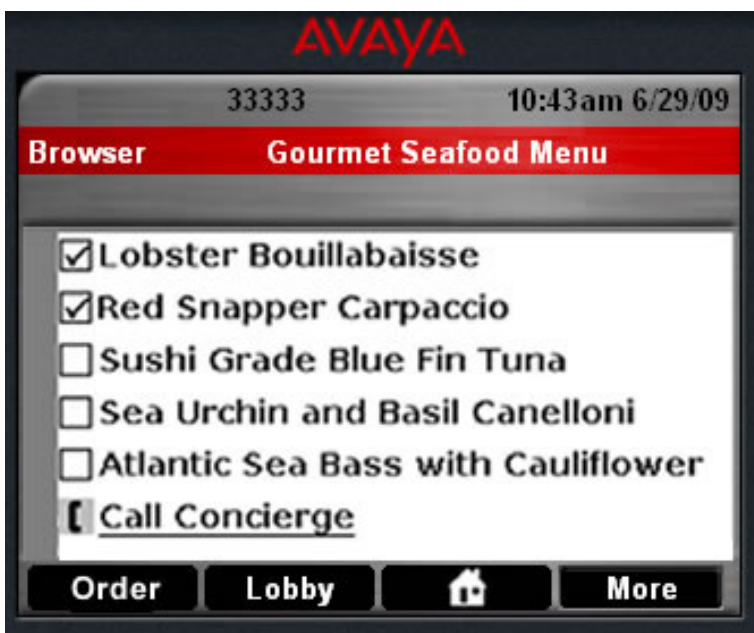 AVAYA
33333 10:43am 6/29/09
Browser Gourmet Seafood Menu
Lobster Bouillabaisse
Red Snapper Carpaccio
Sushi Grade Blue Fin Tuna
Sea Urchin and Basil Canelloni
Atlantic Sea Bass with Cauliflower
Call Concierge
Order Lobby More